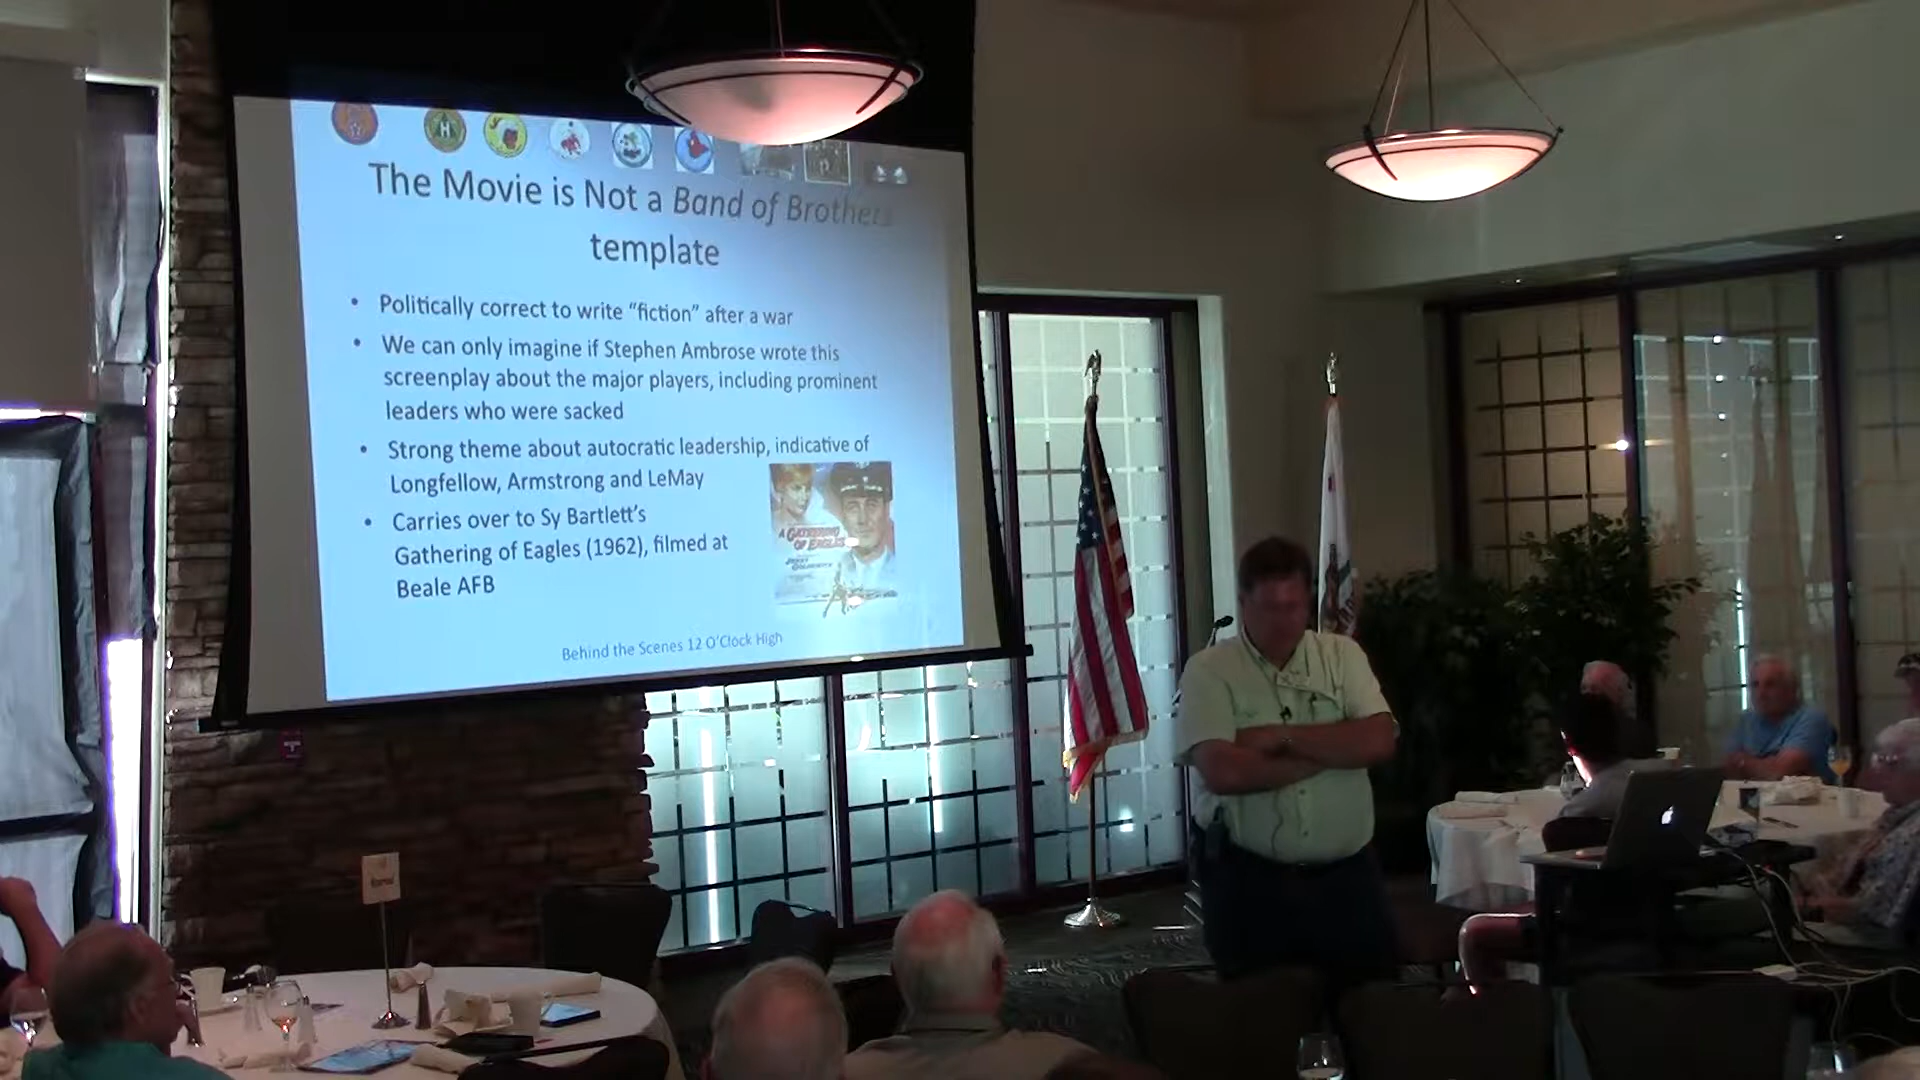 The Movie is Not a Band of Brothers
template
• Politically correct to write “fiction” after a war
• We can only imagine if Stephen Ambrose wrote this
screenplay about the major players, including prominent
leaders who were sacked
• Strong theme about autocratic leadership, indicative of
Longfellow, Armstrong and LeMay
• Carries over to Sy Bartlett’s
Gathering of Eagles (1962), filmed at
Beale AFB
A GATHERING
OF EAGLES
Behind the Scenes 12 O’Clock High
H